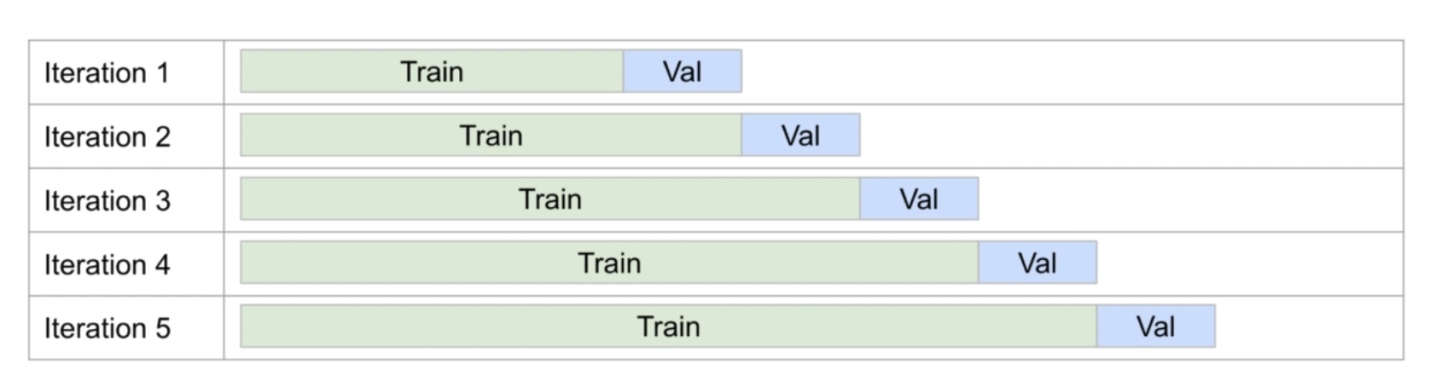 Iteration 1 Train Val
Iteration 2 Train Val
Iteration 3 Train Val
Iteration 4 Train Val
Iteration 5 Train Val